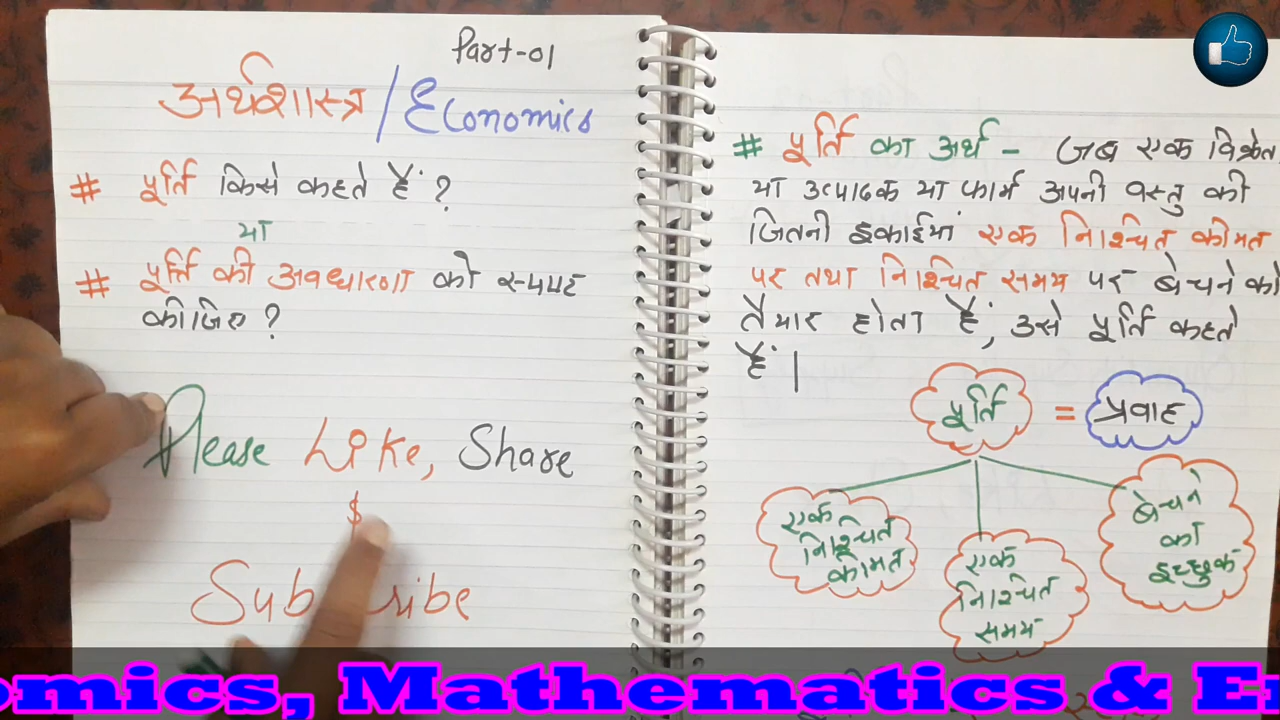 Part-01
अर्थशास्त्र / Economics
# पूर्ति किसे कहते हैं ?
या
# पूर्ति की अवधारणा को स्पष्ट
कीजिए ?
Please Like, Share
$
Subscribe
# पूर्ति का अर्थ - जब एक विक्रेता
या उत्पादक या फार्म अपनी वस्तु की
जितनी इकाईयां एक निश्चित कीमत
पर तथा निश्चित समय पर बेचने को
तैयार होता हैं, उसे पूर्ति कहते
हैं |
पूर्ति = प्रवाह
एक
निश्चित
कीमत
एक
निश्चित
समय
बेचने
का
इच्छुक
omics, Mathematics & E